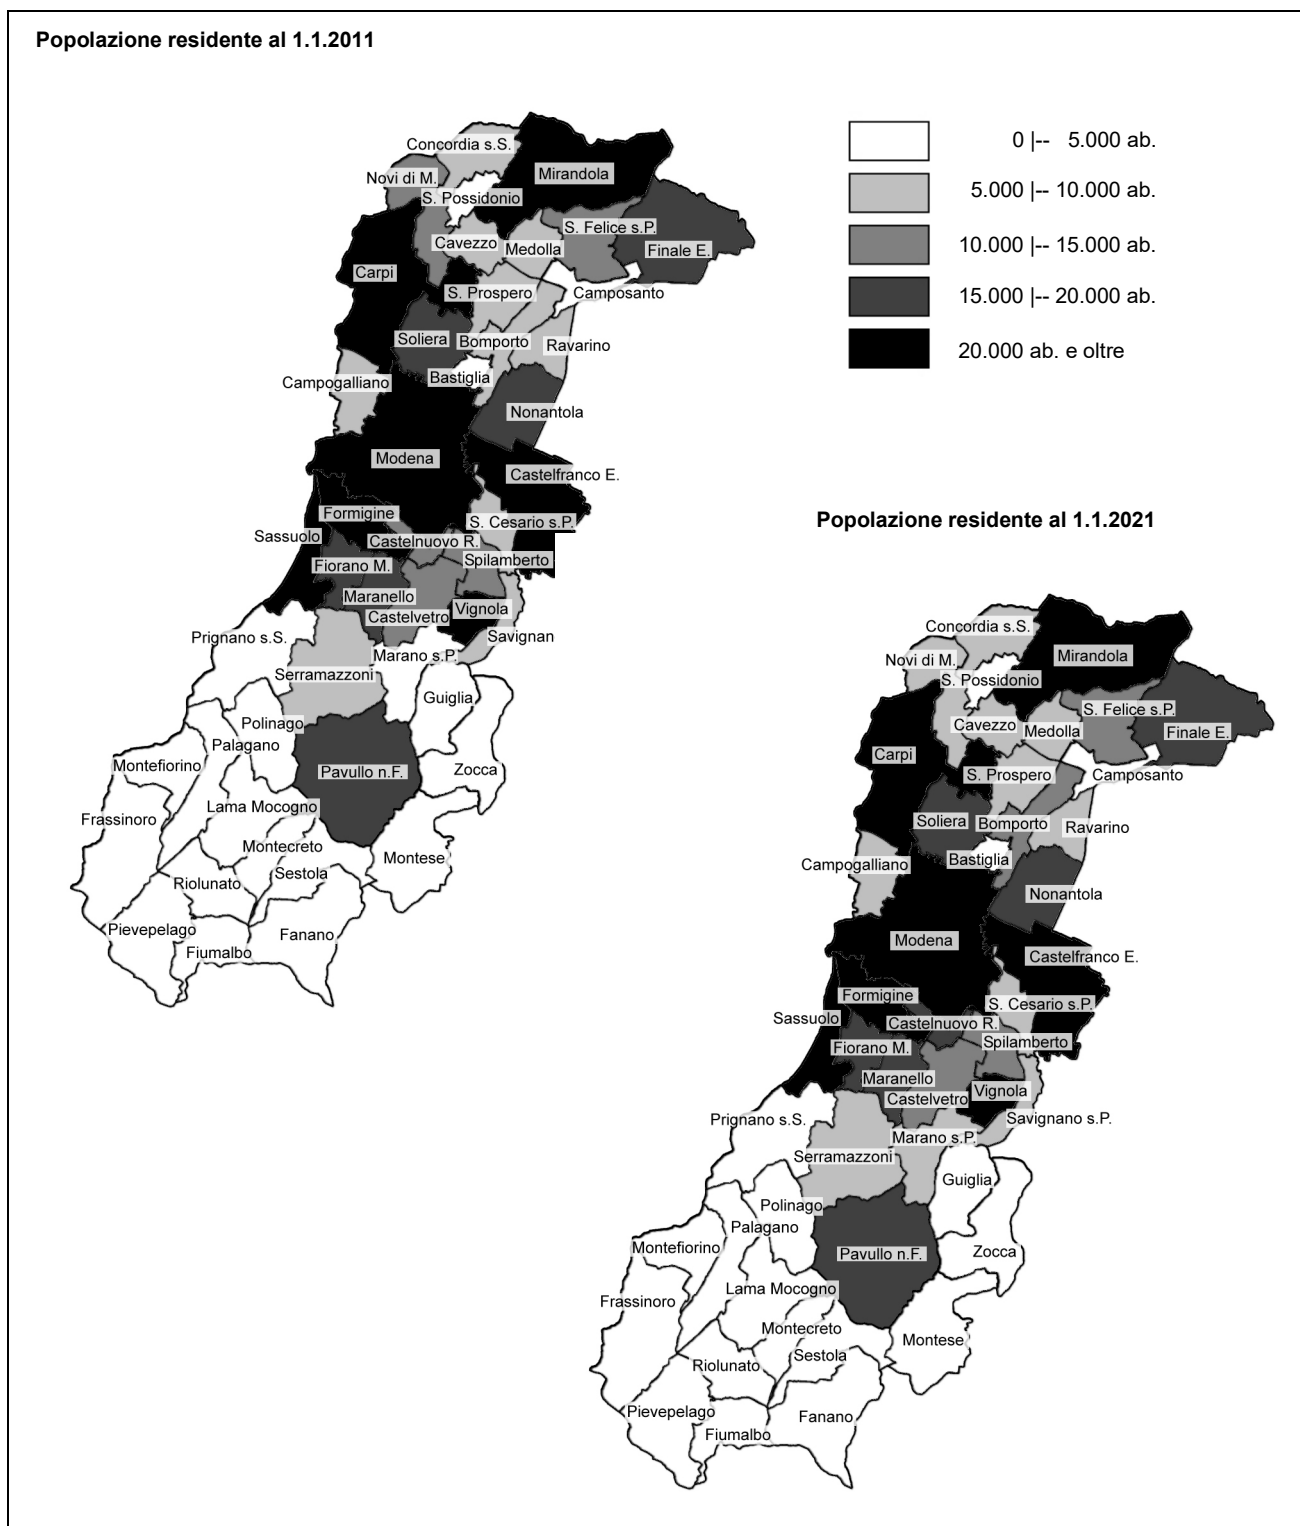 Popolazione residente al 1.1.2011
0 |-- 5.000 ab.
5.000 |-- 10.000 ab.
10.000 |-- 15.000 ab.
15.000 |-- 20.000 ab.
20.000 ab. e oltre
Concordia s.S.
Mirandola
Novi di M.
S. Possidonio
S. Felice s.P.
Cavezzo
Medolla
Finale E.
Carpi
S. Prospero
Camposanto
Soliera
Bomporto
Ravarino
Bastiglia
Campogalliano
Nonantola
Modena
Castelfranco E.
Formigine
S. Cesario s.P.
Sassuolo
Castelnuovo R.
Spilamberto
Fiorano M.
Maranello
Vignola
Castelvetro
Savignan
Prignano s.S.
Marano s.P.
Serramazzoni
Guiglia
Polinago
Palagano
Montefiorino
Pavullo n.F.
Zocca
Lama Mocogno
Frassinoro
Montecreto
Montese
Sestola
Riolunato
Pievepelago
Fanano
Fiumalbo
Popolazione residente al 1.1.2021
Concordia s.S.
Mirandola
Novi di M.
S. Possidonio
S. Felice s.P.
Cavezzo
Medolla
Finale E.
Carpi
S. Prospero
Camposanto
Soliera
Bomporto
Ravarino
Bastiglia
Campogalliano
Nonantola
Modena
Castelfranco E.
Formigine
S. Cesario s.P.
Sassuolo
Castelnuovo R.
Spilamberto
Fiorano M.
Maranello
Vignola
Castelvetro
Savignano s.P.
Prignano s.S.
Marano s.P.
Serramazzoni
Guiglia
Polinago
Palagano
Montefiorino
Pavullo n.F.
Zocca
Lama Mocogno
Frassinoro
Montecreto
Montese
Sestola
Riolunato
Pievepelago
Fanano
Fiumalbo